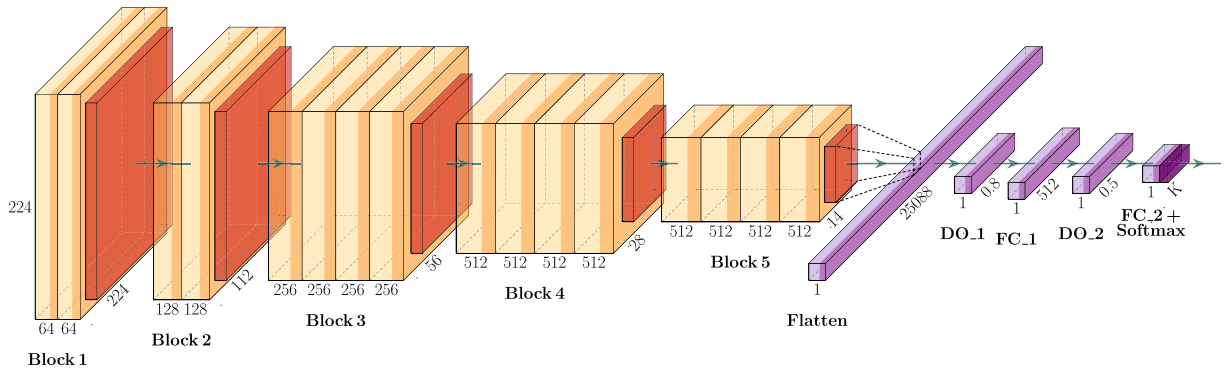 224
64 64 224
Block 1
128 128 112
Block 2
256 256 256 256 56
Block 3
512 512 512 512 28
Block 4
512 512 512 512 14
Block 5
1 25088
Flatten
1 0.8
DO_1
1 512
FC_1
1 0.5
DO_2
1 K
FC_2 +
Softmax